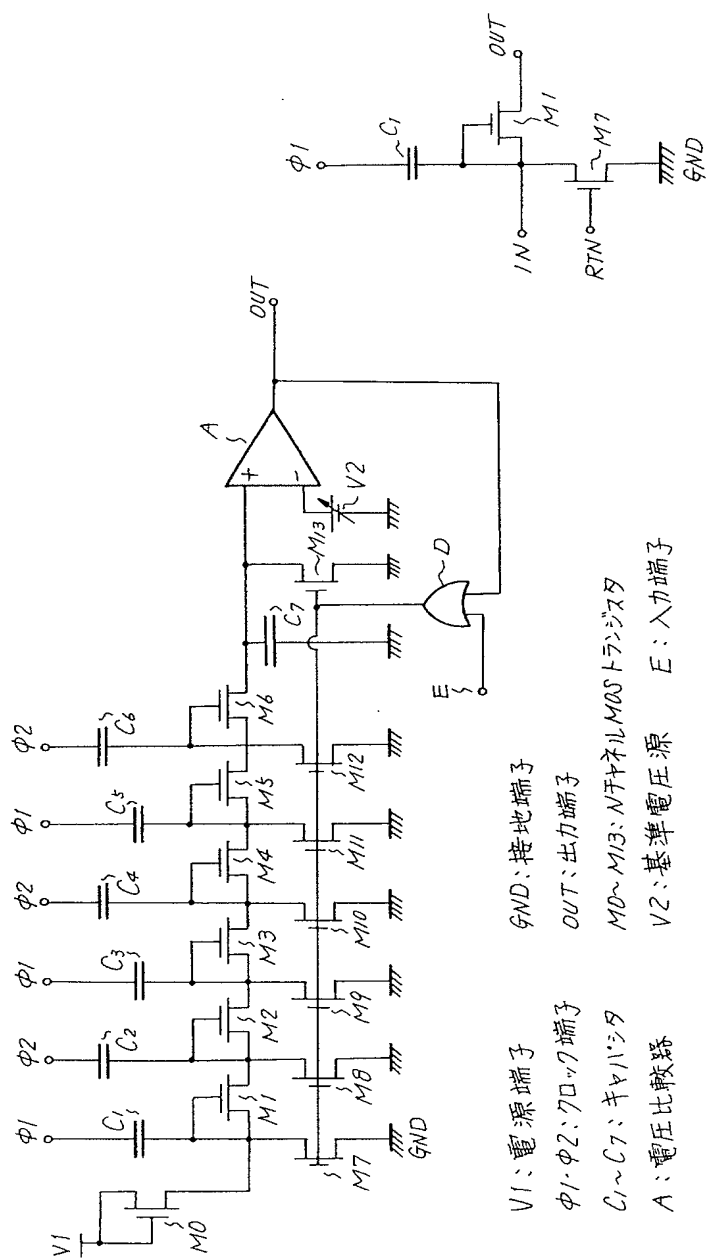 V1
M0
Φ1
C1
M1
M7
GND
Φ2
C2
M2
M8
Φ1
C3
M3
M9
Φ2
C4
M4
M10
Φ1
C5
M5
M11
Φ2
C6
M6
M12
C7
M13
V2
A
+
-
OUT
D
E
V1:電源端子
Φ1・Φ2:クロック端子
C1~C7:キャパシタ
A:電圧比較器
GND:接地端子
OUT:出力端子
M0~M13:NチャネルMOSトランジスタ
V2:基準電圧源
E:入力端子
Φ1
C1
M1
OUT
IN
M7
RTN
GND